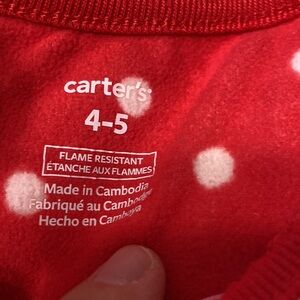 carter's
4-5
FLAME RESISTANT
ÉTANCHE AUX FLAMMES
Made in Cambodia
Fabriqué au Cambodge
Hecho en Camboya